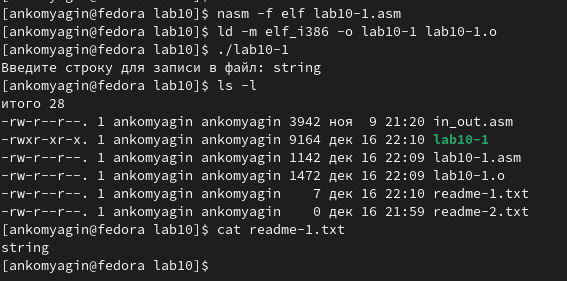 [ankomyagin@fedora lab10]$ nasm -f elf lab10-1.asm
[ankomyagin@fedora lab10]$ ld -m elf_i386 -o lab10-1 lab10-1.o
[ankomyagin@fedora lab10]$ ./lab10-1
Введите строку для записи в файл: string
[ankomyagin@fedora lab10]$ ls -l
итого 28
-rw-r--r--. 1 ankomyagin ankomyagin 3942 ноя  9 21:20 in_out.asm
-rwxr-xr-x. 1 ankomyagin ankomyagin 9164 дек 16 22:10 lab10-1
-rw-r--r--. 1 ankomyagin ankomyagin 1142 дек 16 22:09 lab10-1.asm
-rw-r--r--. 1 ankomyagin ankomyagin 1472 дек 16 22:09 lab10-1.o
-rw-r--r--. 1 ankomyagin ankomyagin    7 дек 16 22:10 readme-1.txt
-rw-r--r--. 1 ankomyagin ankomyagin    0 дек 16 21:59 readme-2.txt
[ankomyagin@fedora lab10]$ cat readme-1.txt
string
[ankomyagin@fedora lab10]$